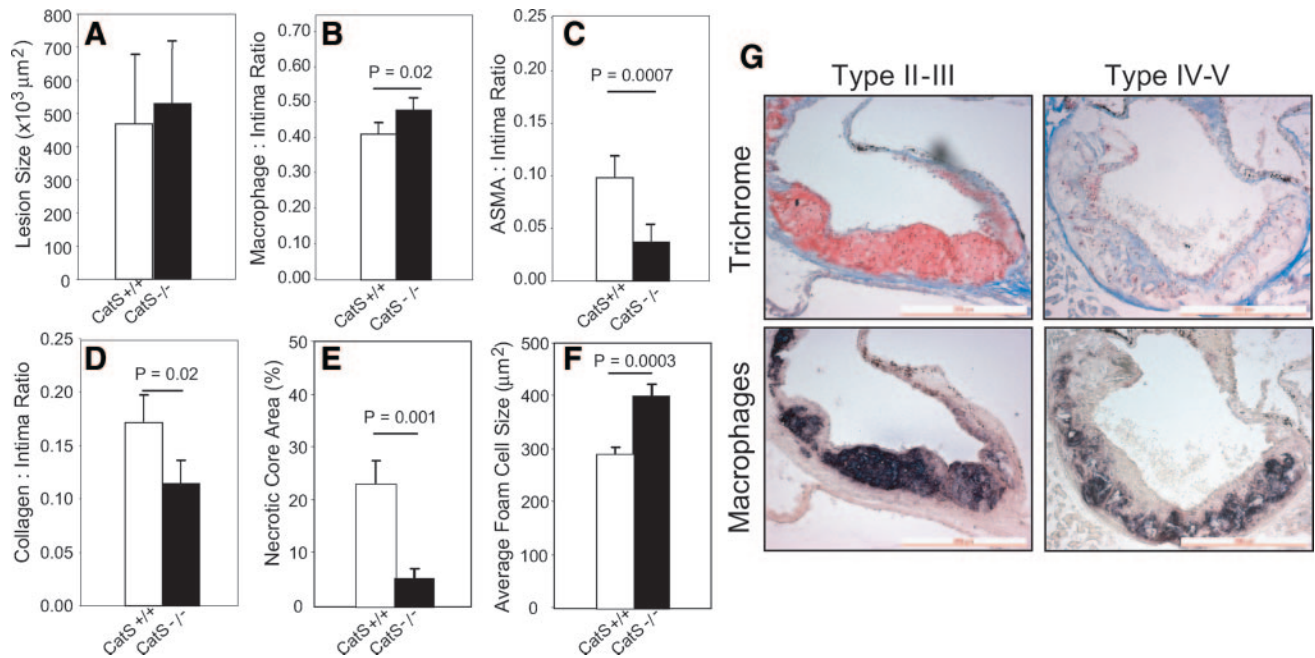 A
Lesion Size (x10³ µm²)
800
700
600
500
400
300
200
100
0
CatS+/+
CatS-/-
B
Macrophage : Intima Ratio
0.70
0.60
0.50
0.40
0.30
0.20
0.10
0.00
P = 0.02
CatS+/+
CatS-/-
C
ASMA : Intima Ratio
0.25
0.20
0.15
0.10
0.05
0.00
P = 0.0007
CatS+/+
CatS-/-
D
Collagen : Intima Ratio
0.25
0.20
0.15
0.10
0.05
0.00
P = 0.02
CatS+/+
CatS-/-
E
Necrotic Core Area (%)
50
40
30
20
10
0
P = 0.001
CatS+/+
CatS-/-
F
Average Foam Cell Size (µm²)
500
400
300
200
100
0
P = 0.0003
CatS+/+
CatS-/-
G
Type II-III
Type IV-V
Trichrome
Macrophages